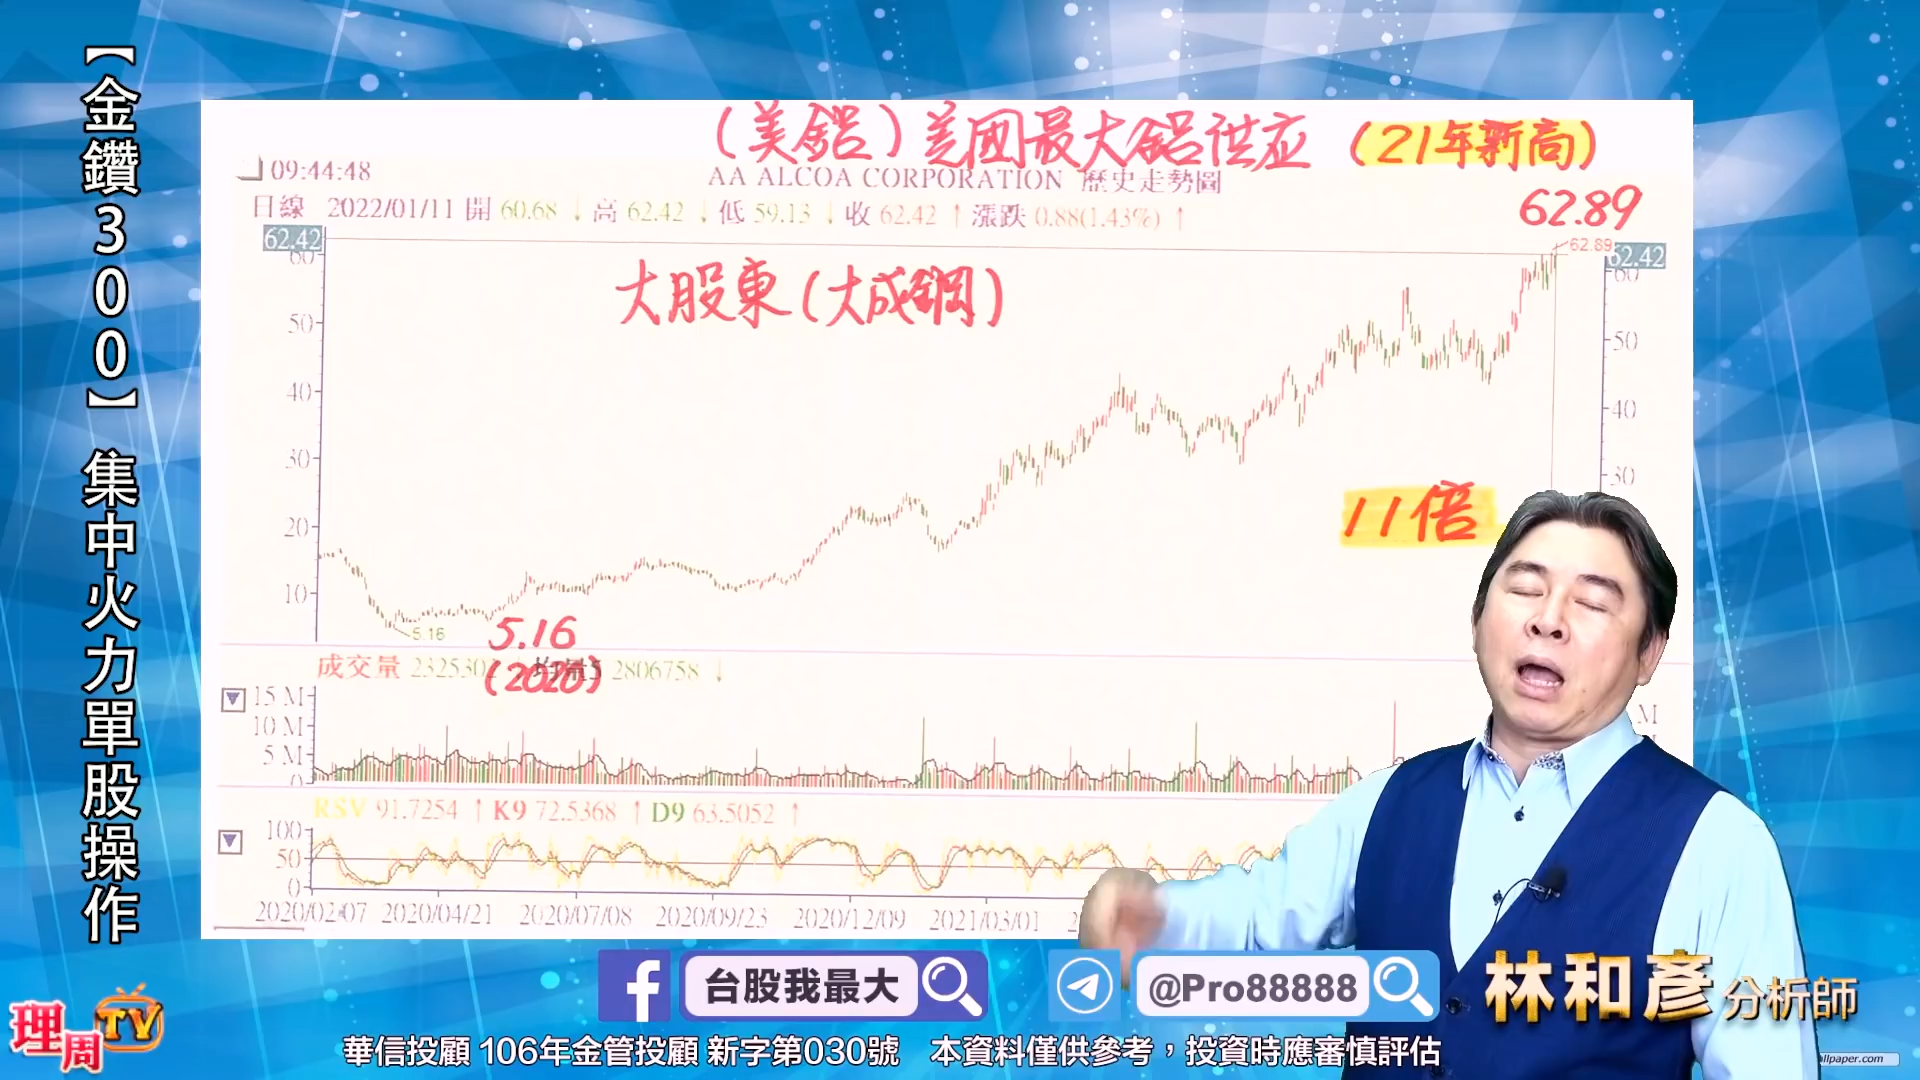 【金鑽300】集中火力單股操作
(美鋁)美國最大鋁供应 (21年新高)
09:44:48
AA ALCOA CORPORATION 歷史走勢圖
62.89
日線 2022/01/11 開 60.68 ↓ 高 62.42 ↓ 低 59.13 ↓ 收 62.42 ↑ 漲跌 0.88(1.43%) ↑
62.42
62.89
62.42
60
60
大股東(大成鋼)
50
50
40
40
30
30
11倍
20
10
5.16
5.16
(2020)
成交量 2325302 均量5 2806758 ↓
15 M
M
10 M
5 M
0
RSV 91.7254 ↑ K9 72.5368 ↑ D9 63.5052 ↑
100
50
0
2020/02/07 2020/04/21 2020/07/08 2020/09/23 2020/12/09 2021/03/01
台股我最大
@Pro88888
林和彥分析師
理周TV
華信投顧 106年金管投顧 新字第030號 本資料僅供參考，投資時應審慎評估
llpaper.com